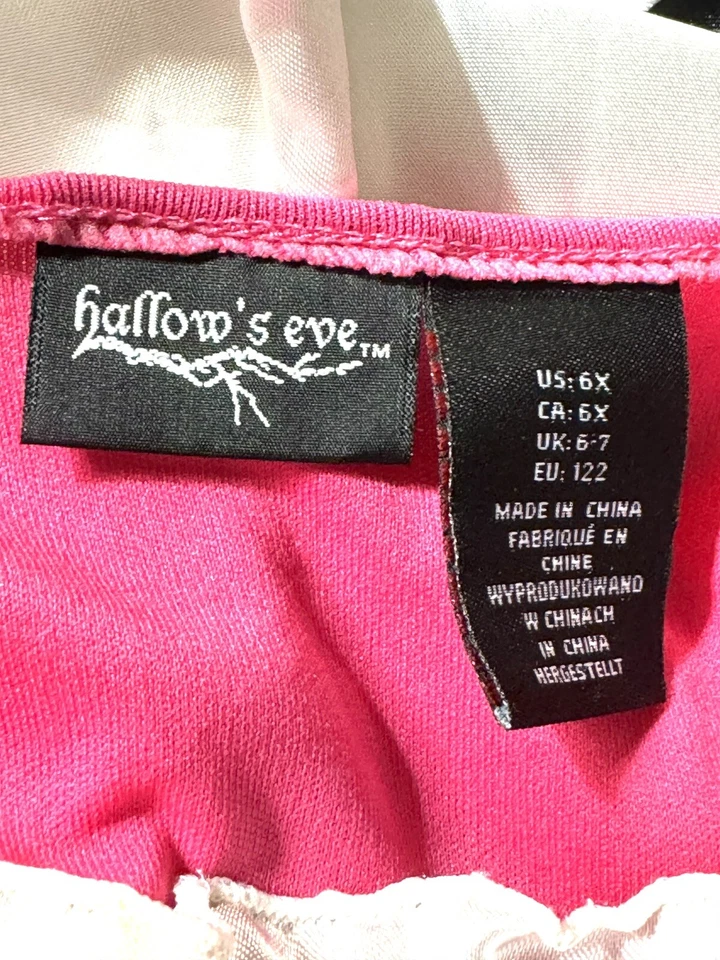 hallow's eve™
US: 6X
CA: 6X
UK: 6-7
EU: 122
MADE IN CHINA
FABRIQUÉ EN
CHINE
WYPRODUKOWANO
W CHINACH
IN CHINA
HERGESTELLT